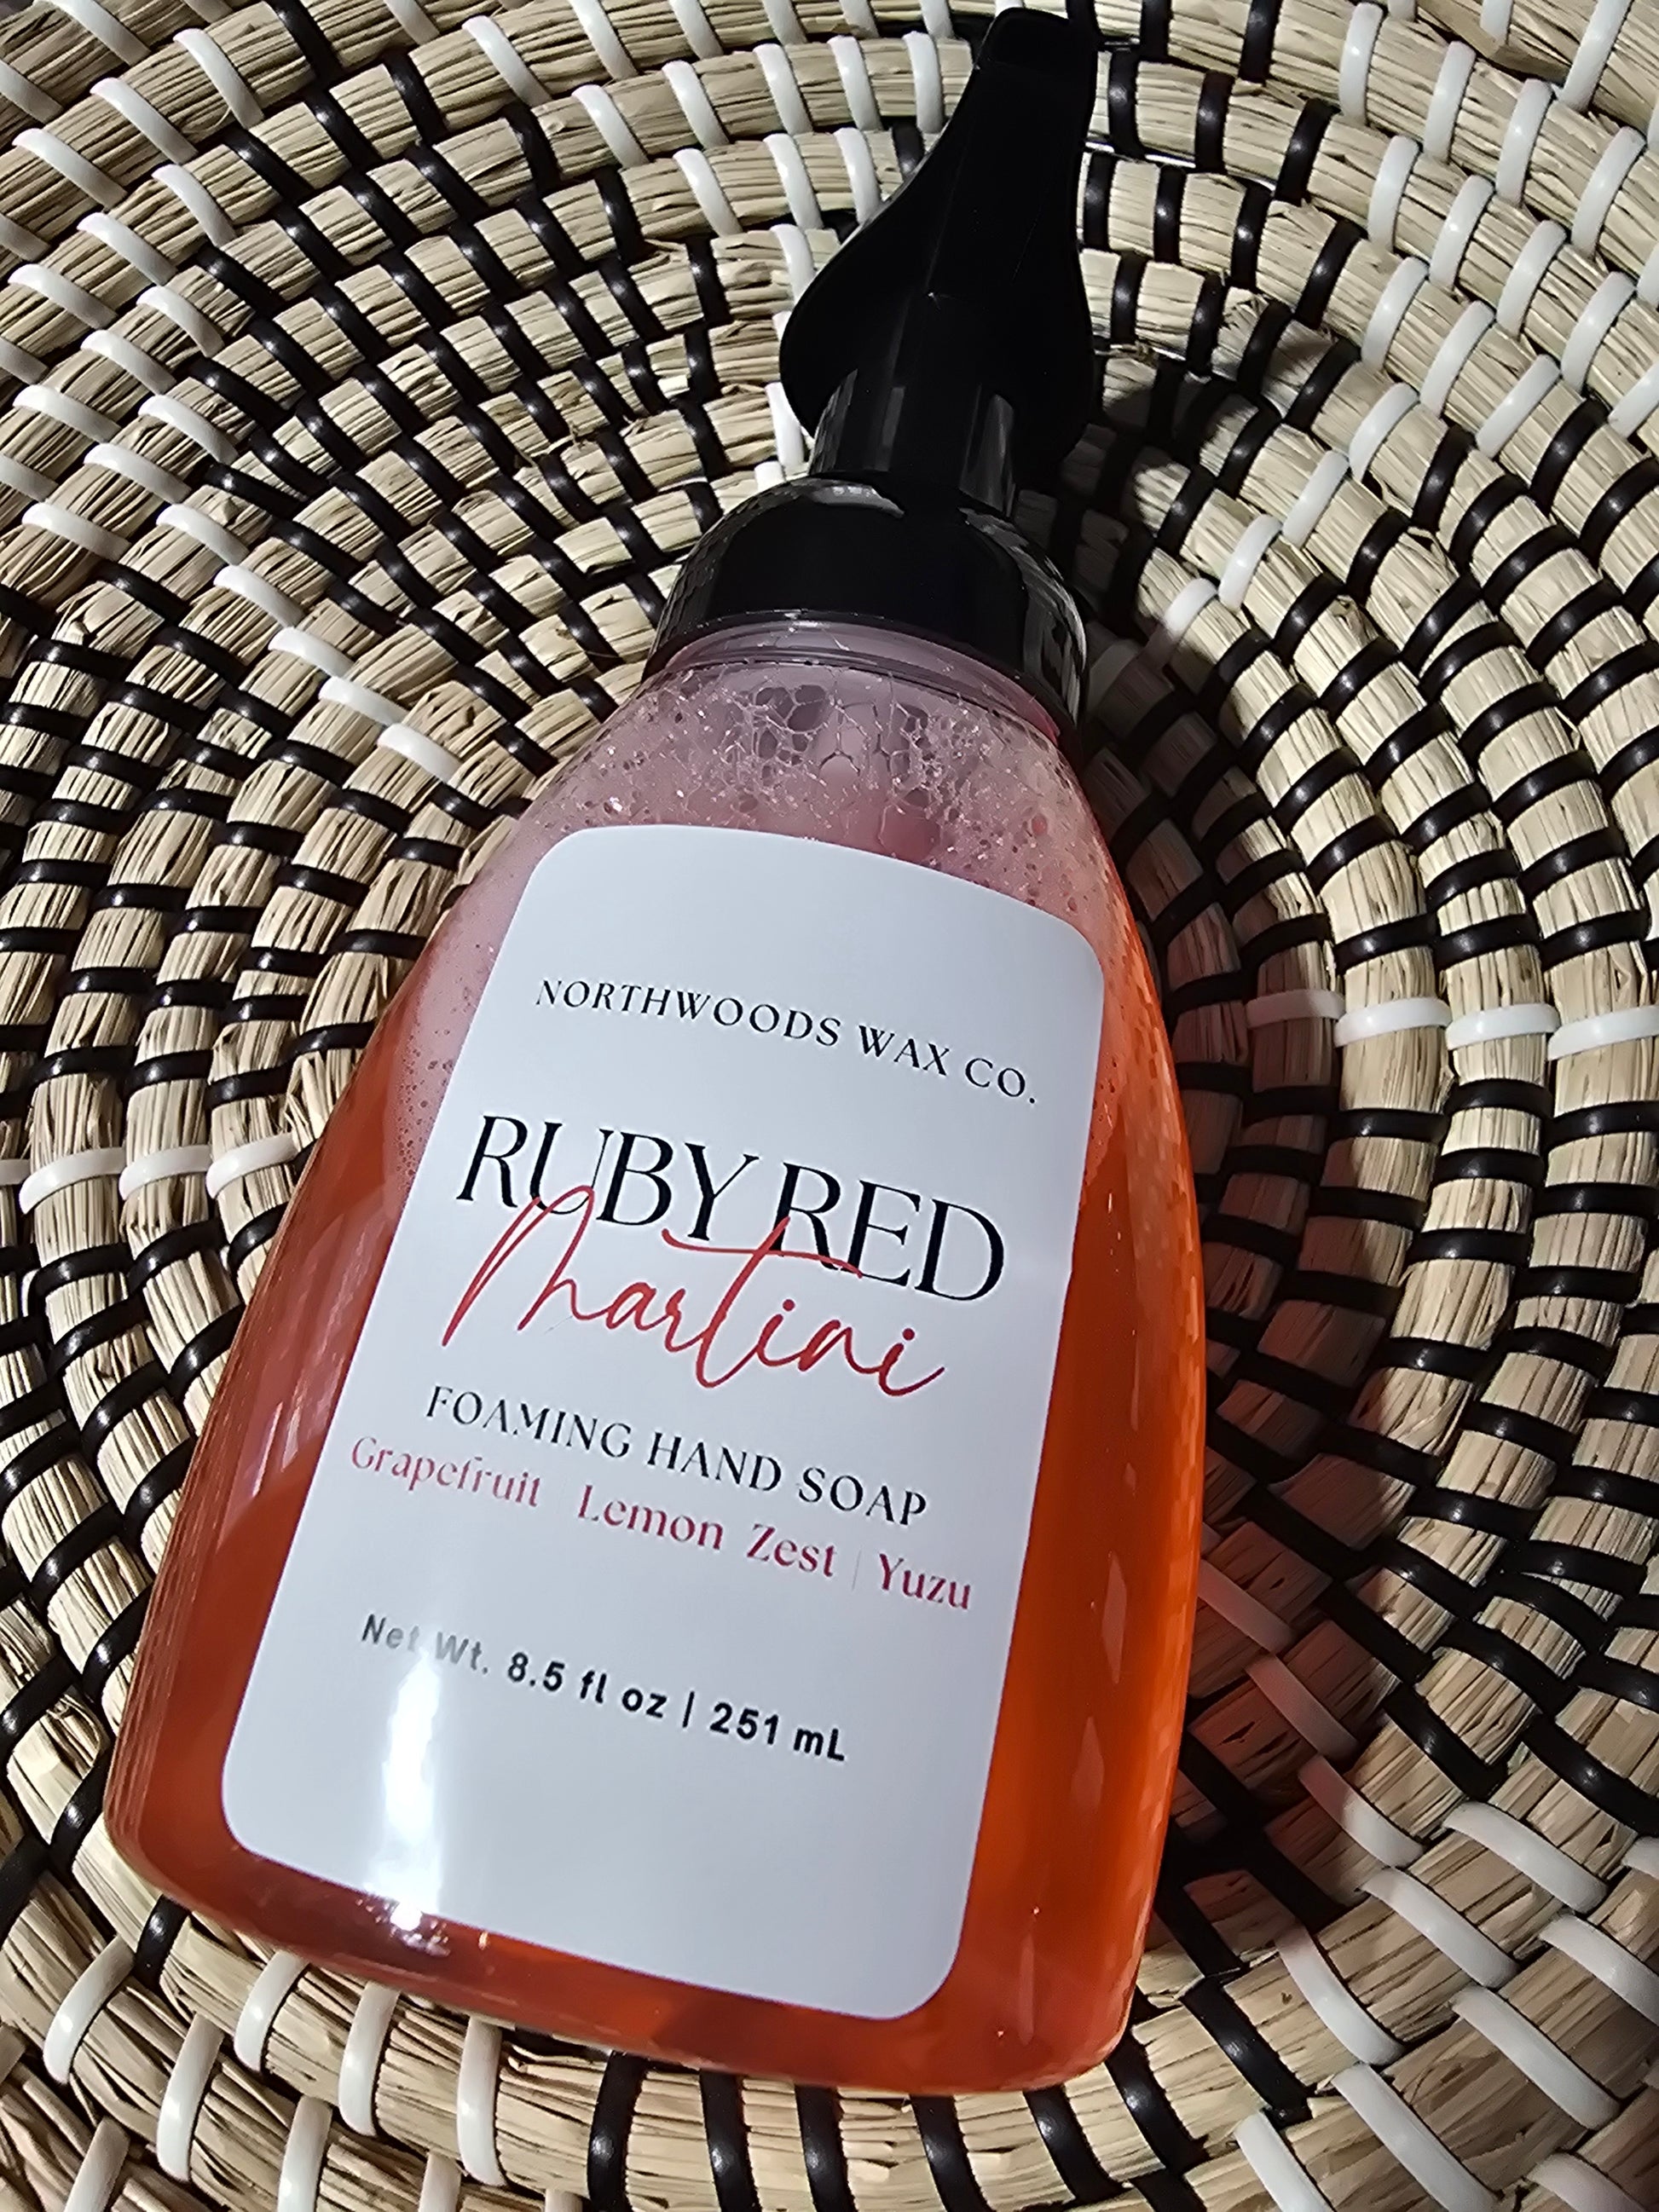 NORTHWOODS WAX CO.
RUBY RED
Martini
FOAMING HAND SOAP
Grapefruit | Lemon Zest | Yuzu
Net Wt. 8.5 fl oz | 251 mL